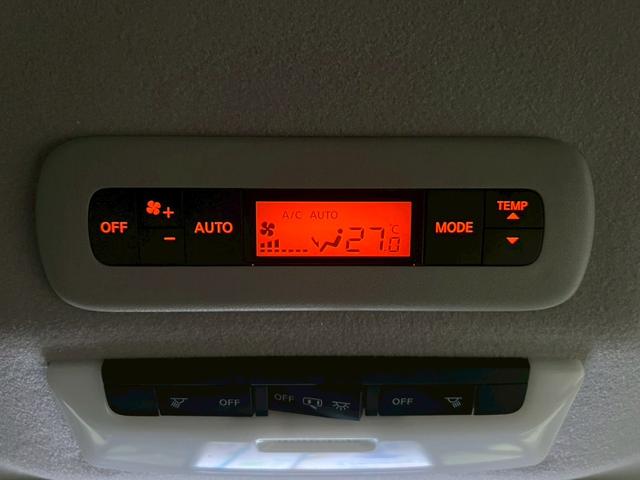 TEMP
OFF + AUTO A/C AUTO MODE
- 27.0 °C
OFF OFF OFF